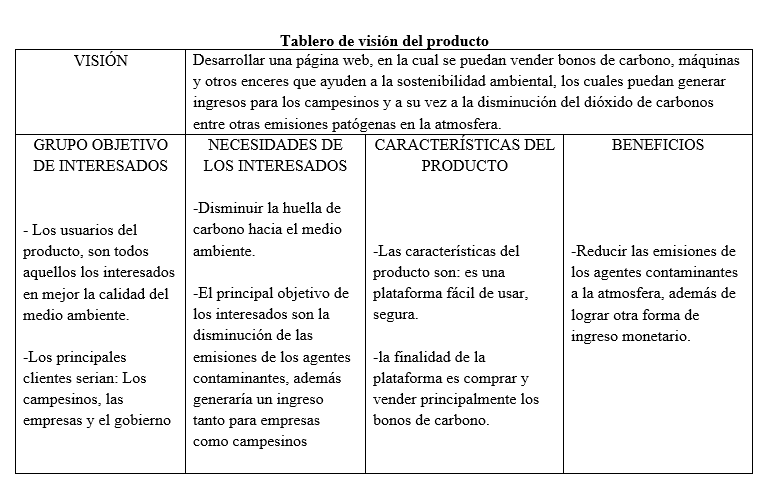 Tablero de visión del producto
VISIÓN
Desarrollar una página web, en la cual se puedan vender bonos de carbono, máquinas
y otros enceres que ayuden a la sostenibilidad ambiental, los cuales puedan generar
ingresos para los campesinos y a su vez a la disminución del dióxido de carbonos
entre otras emisiones patógenas en la atmosfera.
GRUPO OBJETIVO
DE INTERESADOS
- Los usuarios del
producto, son todos
aquellos los interesados
en mejor la calidad del
medio ambiente.
-Los principales
clientes serian: Los
campesinos, las
empresas y el gobierno
NECESIDADES DE
LOS INTERESADOS
-Disminuir la huella de
carbono hacia el medio
ambiente.
-El principal objetivo de
los interesados son la
disminución de las
emisiones de los agentes
contaminantes, además
generaría un ingreso
tanto para empresas
como campesinos
CARACTERÍSTICAS DEL
PRODUCTO
-Las características del
producto son: es una
plataforma fácil de usar,
segura.
-la finalidad de la
plataforma es comprar y
vender principalmente los
bonos de carbono.
BENEFICIOS
-Reducir las emisiones de
los agentes contaminantes
a la atmosfera, además de
lograr otra forma de
ingreso monetario.